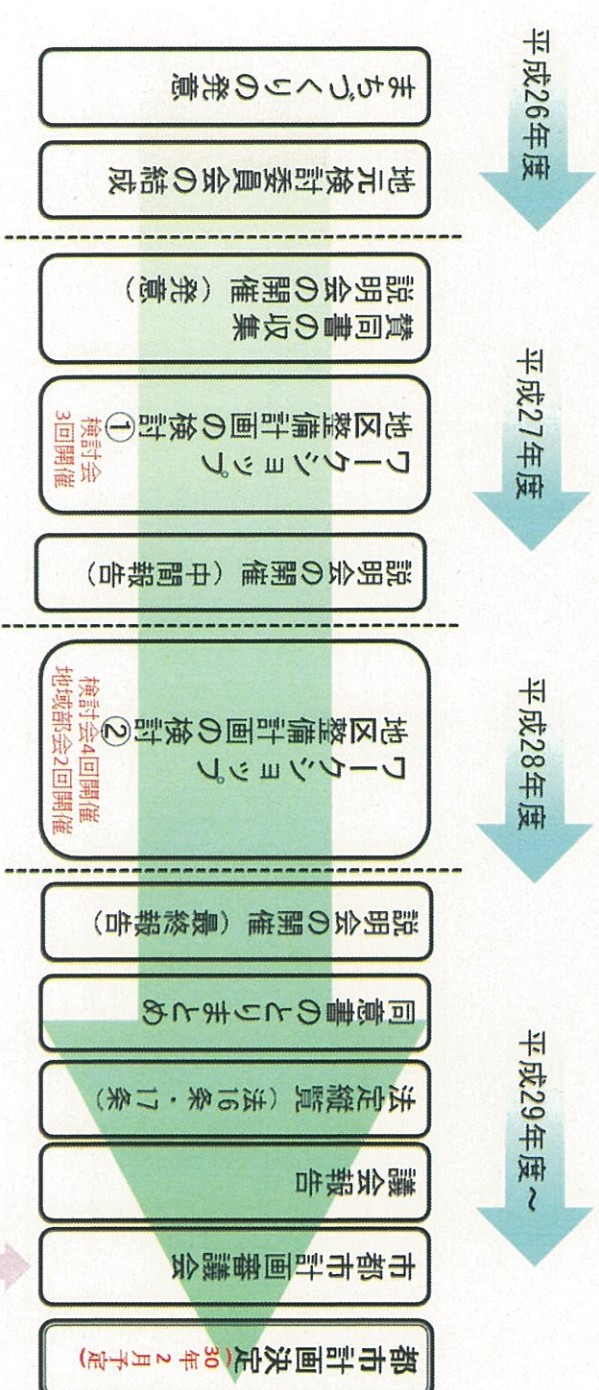 平成26年度
まちづくりの発意
地元検討委員会の結成
平成27年度
説明会の開催（発意）
賛同書の収集
ワークショップ
地区整備計画の検討①
検討会
3回開催
説明会の開催（中間報告）
平成28年度
ワークショップ
地区整備計画の検討②
検討会4回開催
地域部会2回開催
平成29年度～
説明会の開催（最終報告）
同意書のとりまとめ
法定縦覧（法16条・17条）
議会報告
市都市計画審議会
都市計画決定（30年2月予定）